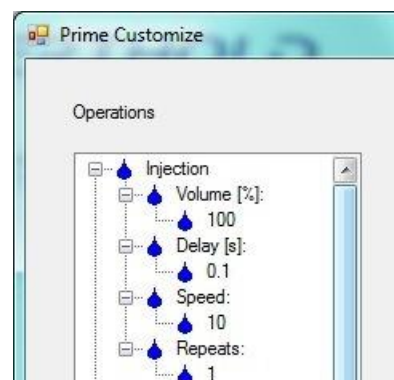 Prime Customize
Operations
Injection
Volume [%]:
100
Delay [s]:
0.1
Speed:
10
Repeats:
1